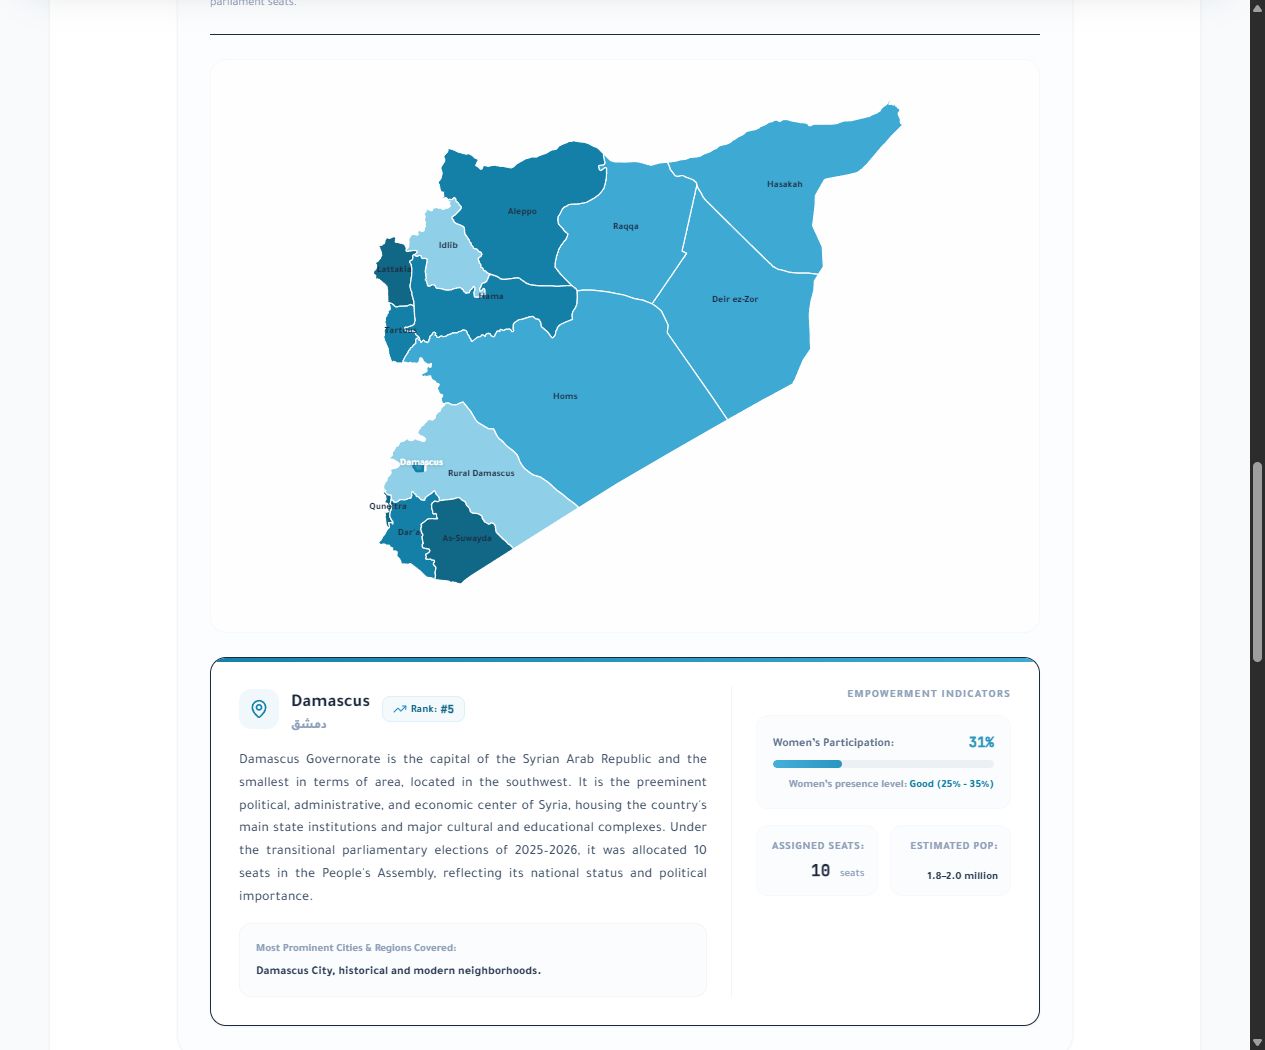 parliament seats.
Hasakah
Aleppo
Raqqa
Idlib
Lattakia
Hama
Deir ez-Zor
Tartous
Homs
Damascus
Rural Damascus
Quneitra
Dar'a
As-Suwayda
Damascus
دمشق
Rank: #5
Damascus Governorate is the capital of the Syrian Arab Republic and the
smallest in terms of area, located in the southwest. It is the preeminent
political, administrative, and economic center of Syria, housing the country's
main state institutions and major cultural and educational complexes. Under
the transitional parliamentary elections of 2025-2026, it was allocated 10
seats in the People's Assembly, reflecting its national status and political
importance.
Most Prominent Cities & Regions Covered:
Damascus City, historical and modern neighborhoods.
EMPOWERMENT INDICATORS
Women's Participation: 31%
Women's presence level: Good (25% - 35%)
ASSIGNED SEATS:
10 seats
ESTIMATED POP:
1.8–2.0 million